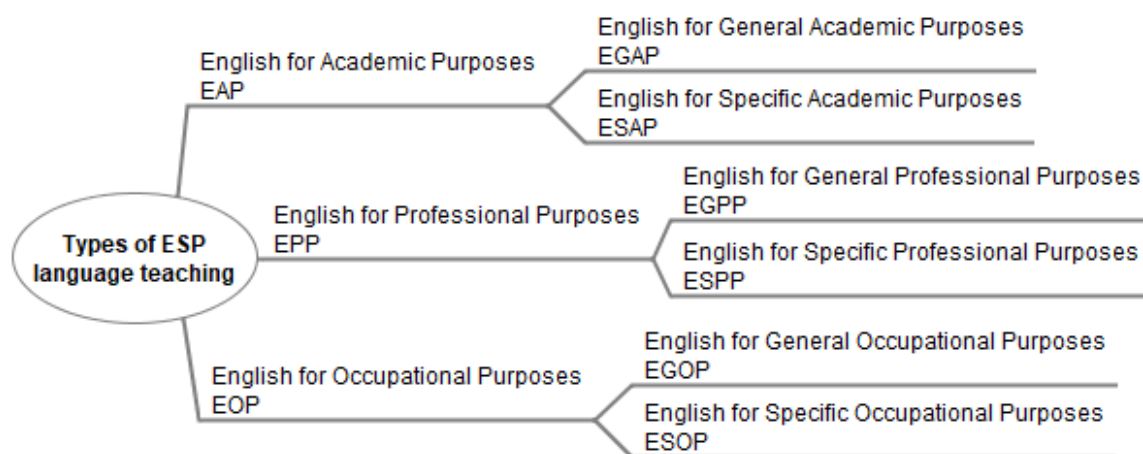 English for Academic Purposes
EAP
English for General Academic Purposes
EGAP
English for Specific Academic Purposes
ESAP
Types of ESP
language teaching
English for Professional Purposes
EPP
English for General Professional Purposes
EGPP
English for Specific Professional Purposes
ESPP
English for Occupational Purposes
EOP
English for General Occupational Purposes
EGOP
English for Specific Occupational Purposes
ESOP